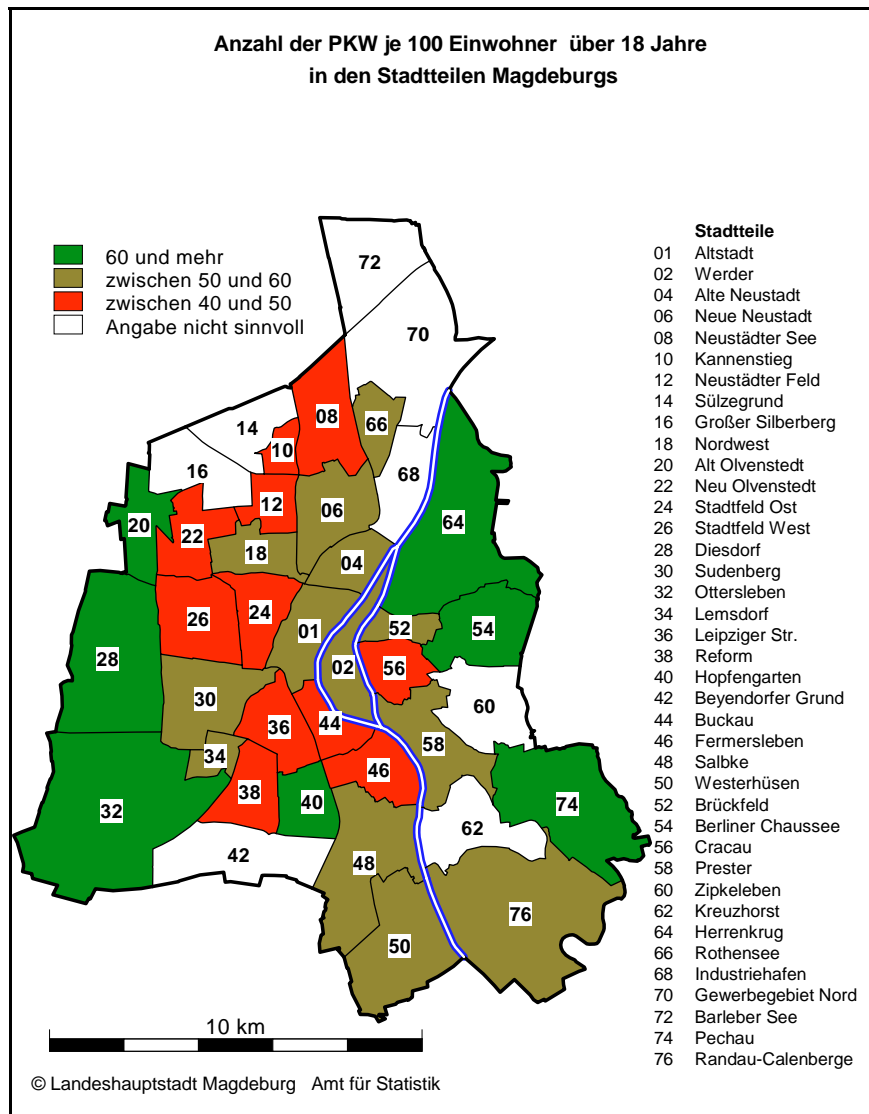 Anzahl der PKW je 100 Einwohner über 18 Jahre
in den Stadtteilen Magdeburgs
60 und mehr
zwischen 50 und 60
zwischen 40 und 50
Angabe nicht sinnvoll
72
70
08
14
66
10
16
68
12
06
20
22
64
18
04
24
26
01
52
54
28
02
56
30
60
36
44
34
58
46
38
40
74
32
62
42
48
76
50
10 km
© Landeshauptstadt Magdeburg Amt für Statistik
Stadtteile
01 Altstadt
02 Werder
04 Alte Neustadt
06 Neue Neustadt
08 Neustädter See
10 Kannenstieg
12 Neustädter Feld
14 Sülzegrund
16 Großer Silberberg
18 Nordwest
20 Alt Olvenstedt
22 Neu Olvenstedt
24 Stadtfeld Ost
26 Stadtfeld West
28 Diesdorf
30 Sudenberg
32 Ottersleben
34 Lemsdorf
36 Leipziger Str.
38 Reform
40 Hopfengarten
42 Beyendorfer Grund
44 Buckau
46 Fermersleben
48 Salbke
50 Westerhüsen
52 Brückfeld
54 Berliner Chaussee
56 Cracau
58 Prester
60 Zipkeleben
62 Kreuzhorst
64 Herrenkrug
66 Rothensee
68 Industriehafen
70 Gewerbegebiet Nord
72 Barleber See
74 Pechau
76 Randau-Calenberge